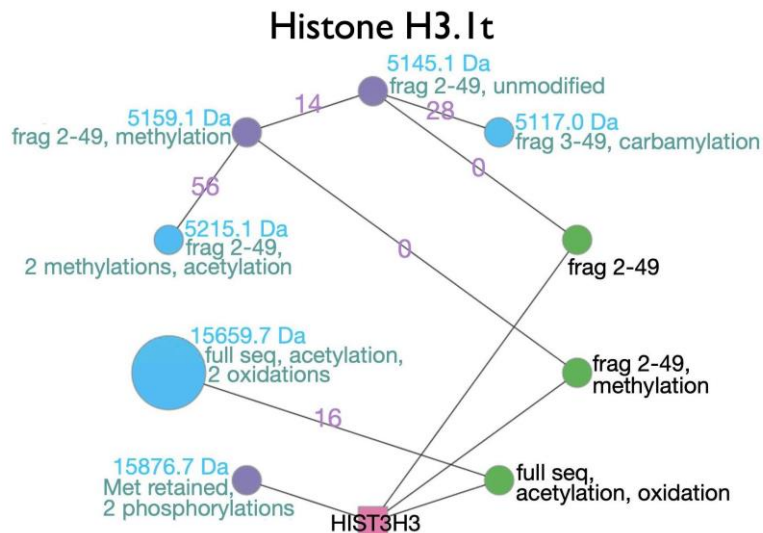 Histone H3.1t
5145.1 Da
frag 2-49, unmodified
14
28
5159.1 Da
frag 2-49, methylation
5117.0 Da
frag 3-49, carbamylation
0
56
5215.1 Da
frag 2-49,
2 methylations, acetylation
0
frag 2-49
15659.7 Da
full seq, acetylation,
2 oxidations
frag 2-49,
methylation
16
15876.7 Da
Met retained,
2 phosphorylations
full seq,
acetylation, oxidation
HIST3H3